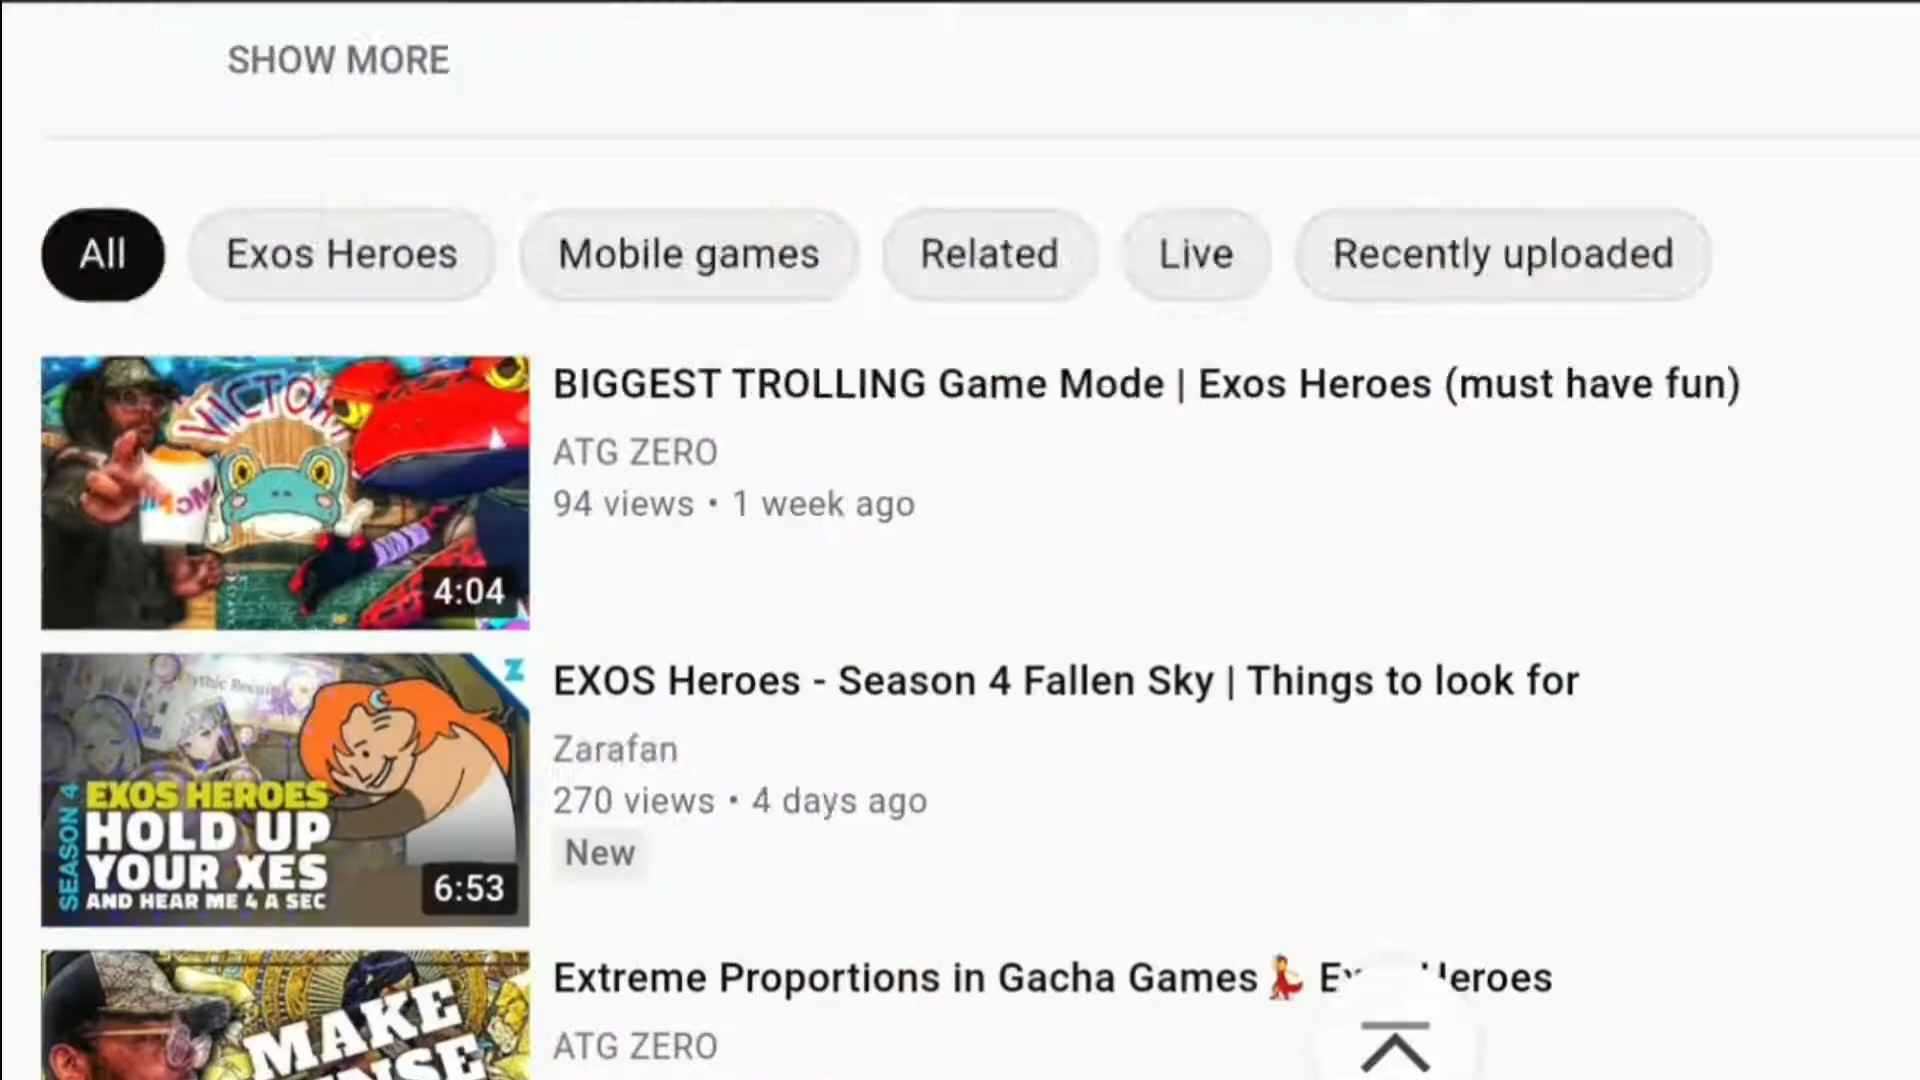 SHOW MORE
All
Exos Heroes
Mobile games
Related
Live
Recently uploaded
4:04
BIGGEST TROLLING Game Mode | Exos Heroes (must have fun)
ATG ZERO
94 views • 1 week ago
SEASON 4
EXOS HEROES
HOLD UP
YOUR XES
AND HEAR ME 4 A SEC
Z
6:53
EXOS Heroes - Season 4 Fallen Sky | Things to look for
Zarafan
270 views • 4 days ago
New
MAKE
Extreme Proportions in Gacha Games💃
ATG ZERO